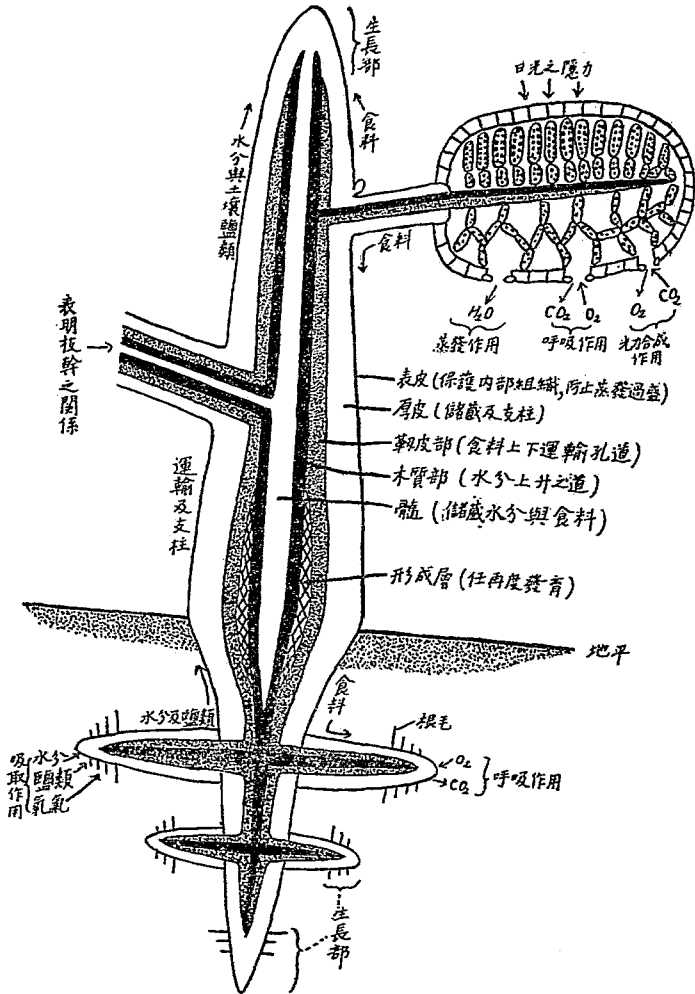 生長部
日光之隱力
食料
水分與土壤鹽類
食料
H2O
CO2
O2
O2
CO2
蒸發作用
呼吸作用
光力合成作用
表明枝幹之關係
表皮(保護內部組織,防止蒸發過盛)
厚皮(儲藏及支柱)
靱皮部(食料上下運輸孔道)
木質部(水分上升之道)
髓(儲藏水分與食料)
運輸及支柱
形成層(任再度發育)
地平
食料
水分及鹽類
根毛
吸取作用
水分
鹽類
氧氣
O2
CO2
呼吸作用
生長部